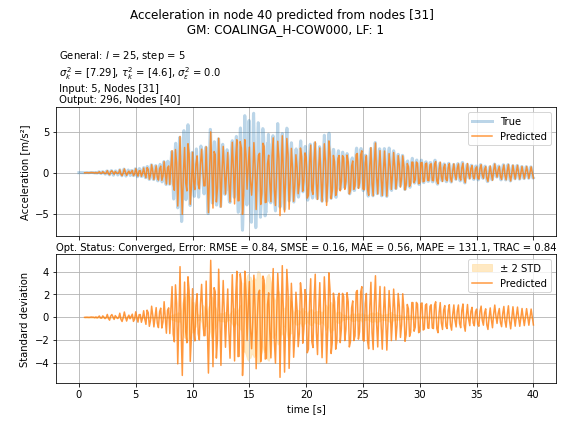 Acceleration in node 40 predicted from nodes [31]
GM: COALINGA_H-COW000, LF: 1
General: l = 25, step = 5
σ²ₖ = [7.29], τ²ₖ = [4.6], σ²ε = 0.0
Input: 5, Nodes [31]
Output: 296, Nodes [40]
True
Predicted
Acceleration [m/s²]
5
0
−5
Opt. Status: Converged, Error: RMSE = 0.84, SMSE = 0.16, MAE = 0.56, MAPE = 131.1, TRAC = 0.84
± 2 STD
Predicted
Standard deviation
4
2
0
−2
−4
0 5 10 15 20 25 30 35 40
time [s]